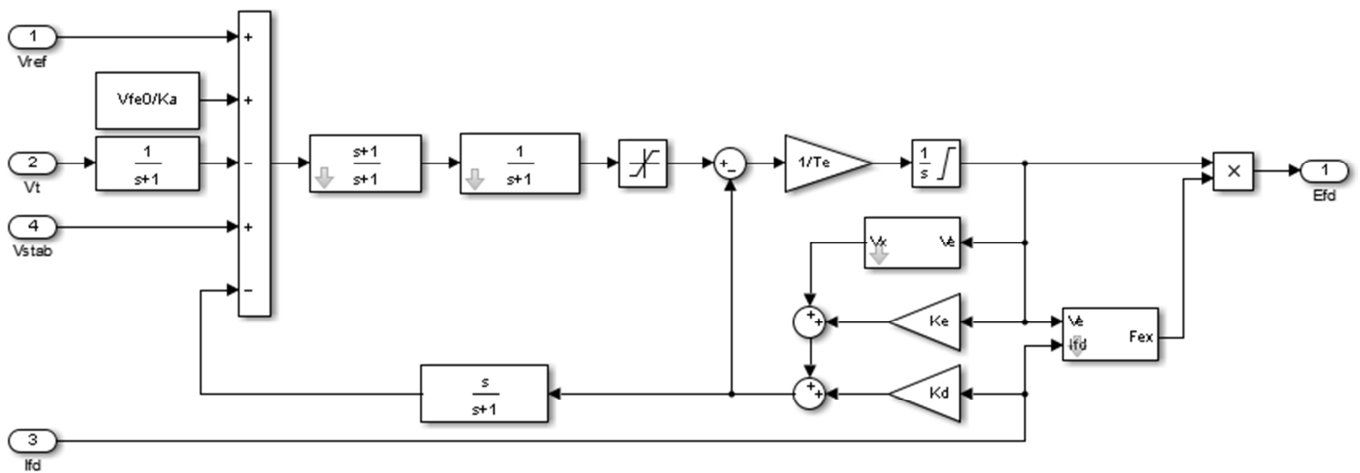 1
Vref
+
Vfe0/Ka
+
2
Vt
1
s+1
−
4
Vstab
+
−
s+1
s+1
1
s+1
+
−
1/Te
1
s
×
1
Efd
Vx Ve
+
+
Ke
Ve
Ifd
Fex
+
+
Kd
s
s+1
3
Ifd